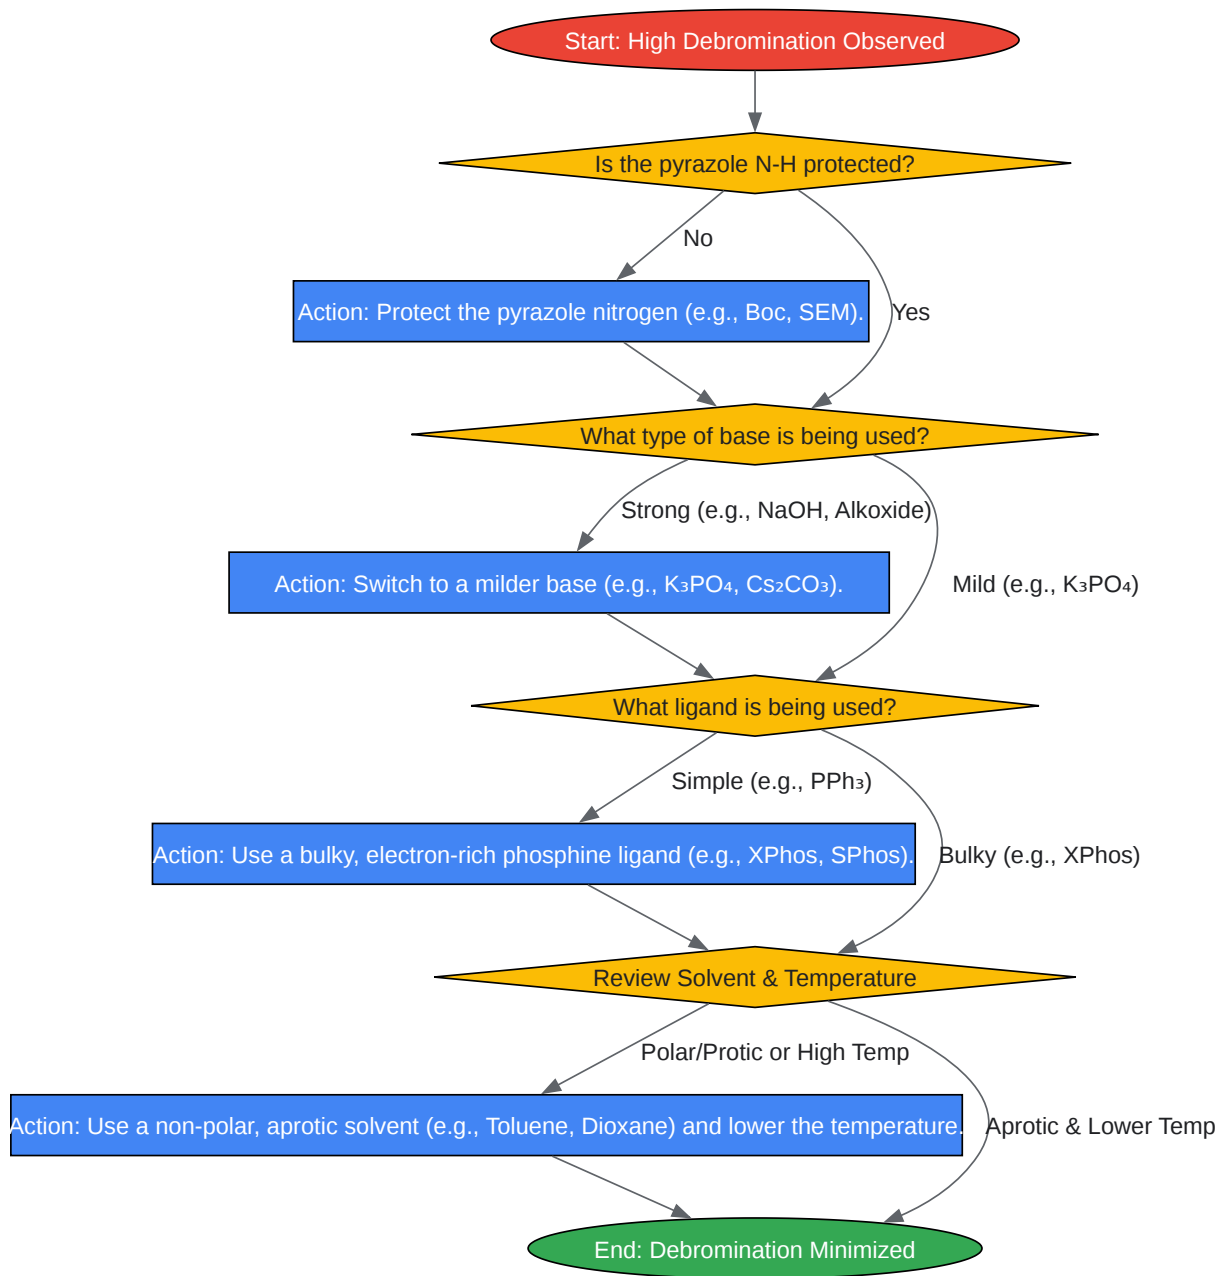 Start: High Debromination Observed
Is the pyrazole N-H protected?
No
Action: Protect the pyrazole nitrogen (e.g., Boc, SEM).
Yes
What type of base is being used?
Strong (e.g., NaOH, Alkoxide)
Action: Switch to a milder base (e.g., K₃PO₄, Cs₂CO₃).
Mild (e.g., K₃PO₄)
What ligand is being used?
Simple (e.g., PPh₃)
Action: Use a bulky, electron-rich phosphine ligand (e.g., XPhos, SPhos).
Bulky (e.g., XPhos)
Review Solvent & Temperature
Polar/Protic or High Temp
Action: Use a non-polar, aprotic solvent (e.g., Toluene, Dioxane) and lower the temperature.
Aprotic & Lower Temp
End: Debromination Minimized